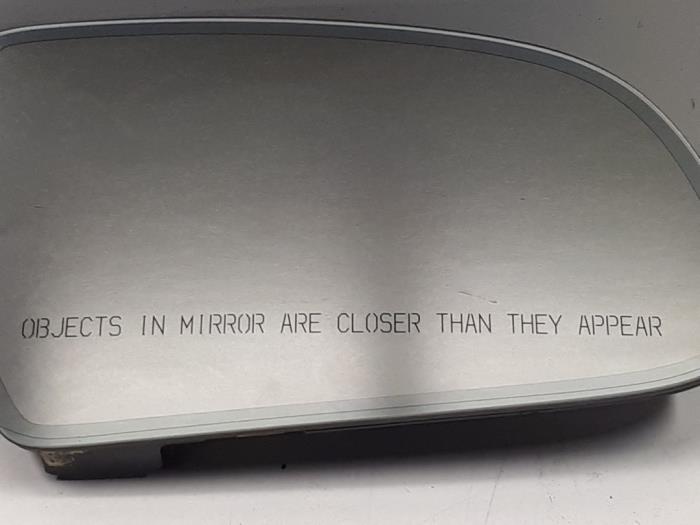 OBJECTS IN MIRROR ARE CLOSER THAN THEY APPEAR